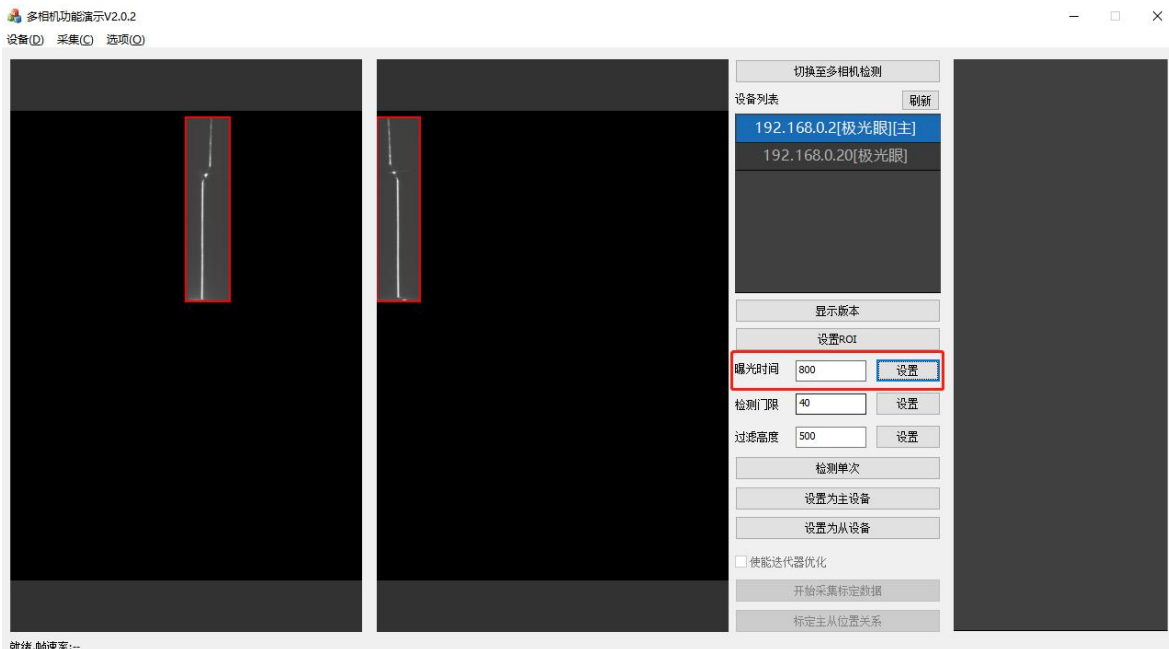 多相机功能演示V2.0.2
设备(D) 采集(C) 选项(O)
切换至多相机检测
设备列表 刷新
192.168.0.2[极光眼][主]
192.168.0.20[极光眼]
显示版本
设置ROI
曝光时间 800 设置
检测门限 40 设置
过滤高度 500 设置
检测单次
设置为主设备
设置为从设备
使能迭代器优化
开始采集标定数据
标定主从位置关系
就绪,帧速率:--